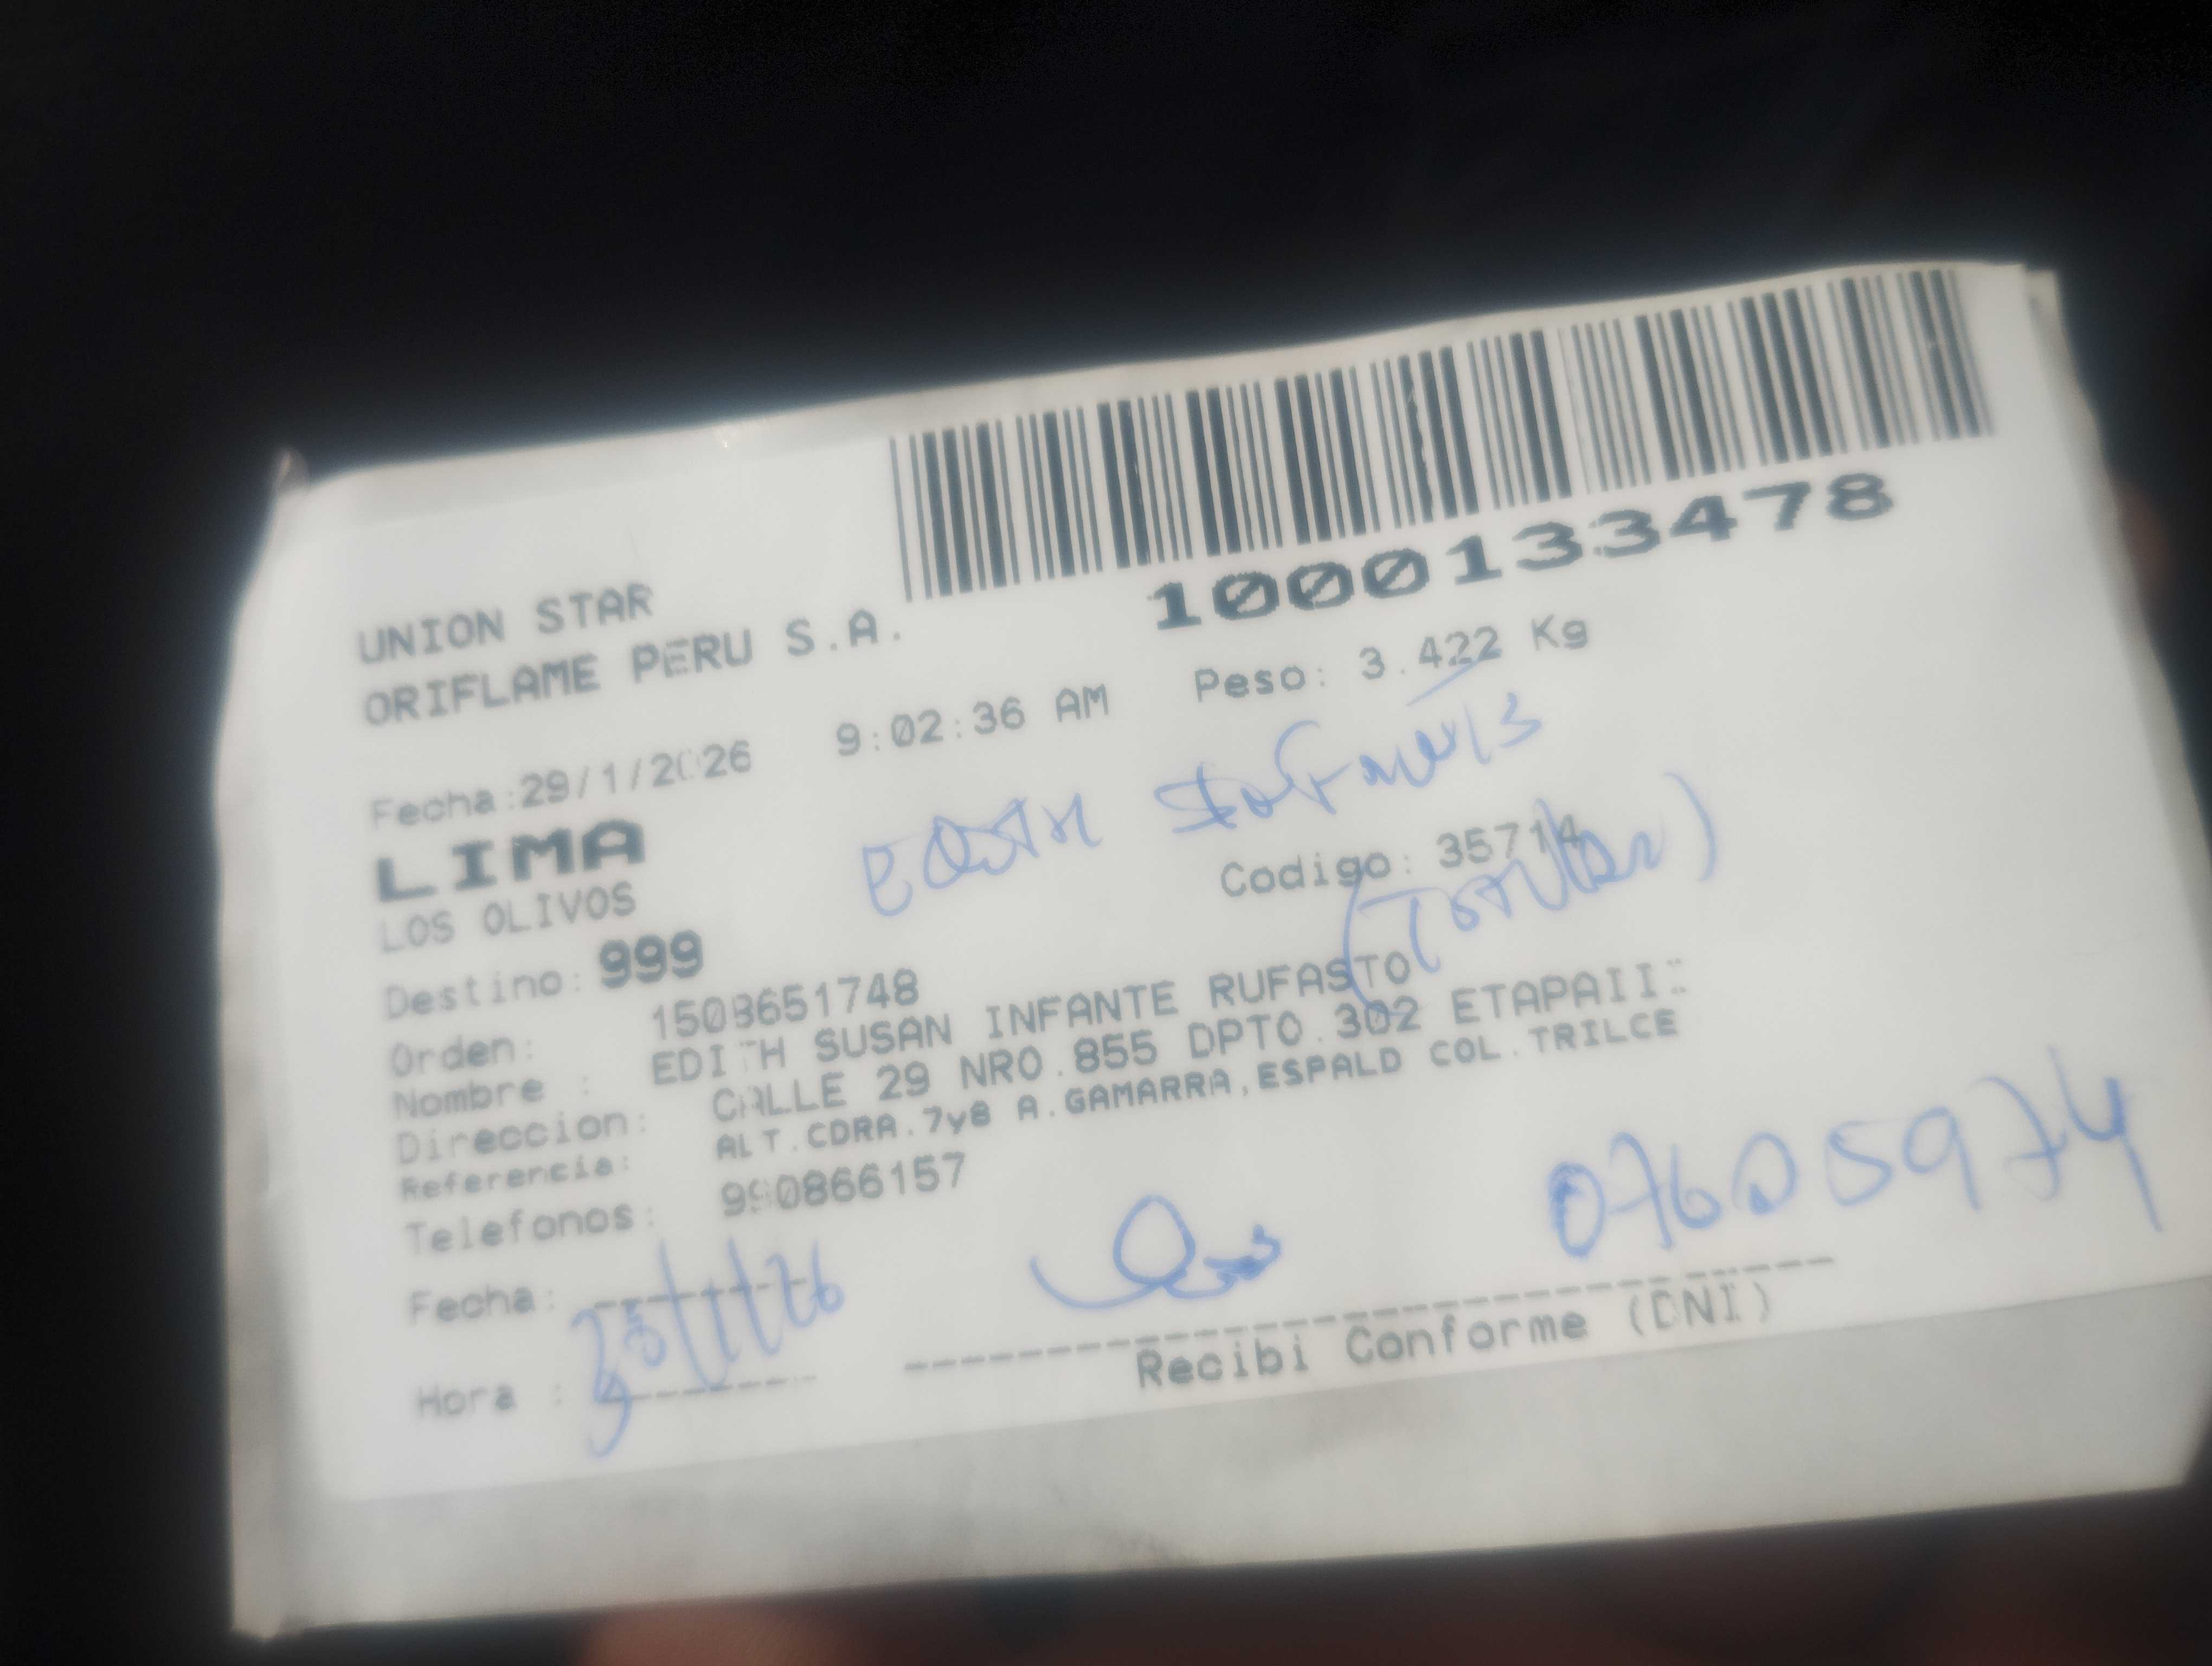 1000133478
UNION STAR
ORIFLAME PERU S.A.
Fecha:29/1/2026 9:02:36 AM Peso: 3.422 Kg
LIMA
LOS OLIVOS
Codigo: 35714
(Titular)
Destino: 999
Orden: 1508651748
Nombre : EDITH SUSAN INFANTE RUFASTO
Direccion: CALLE 29 NRO.855 DPTO.302 ETAPAII
Referencia: ALT.CDRA.7y8 A.GAMARRA,ESPALD COL.TRILCE
Telefonos: 990866157
Fecha:
Hora :
07625974
Recibi Conforme (DNI)